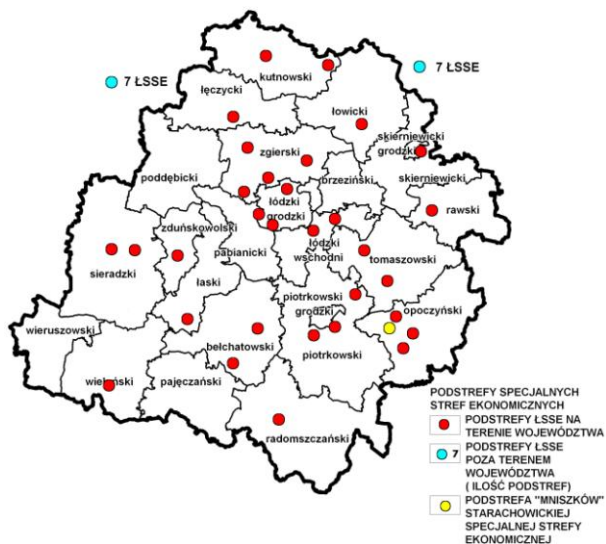 kutnowski
7 ŁSSE
7 ŁSSE
łęczycki
łowicki
skierniewicki
grodzki
zgierski
poddębicki
brzeziński
skierniewicki
łódzki
grodzki
rawski
zduńskowolski
pabianicki
łódzki
wschodni
tomaszowski
sieradzki
łaski
piotrkowski
grodzki
opoczyński
wieruszowski
bełchatowski
piotrkowski
wieluński
pajęczański
radomszczański
PODSTREFY SPECJALNYCH
STREF EKONOMICZNYCH
PODSTREFY ŁSSE NA
TERENIE WOJEWÓDZTWA
7 PODSTREFY ŁSSE
POZA TERENEM
WOJEWÓDZTWA
( ILOŚĆ PODSTREF)
PODSTREFA "MNISZKÓW"
STARACHOWICKIEJ
SPECJALNEJ STREFY
EKONOMICZNEJ